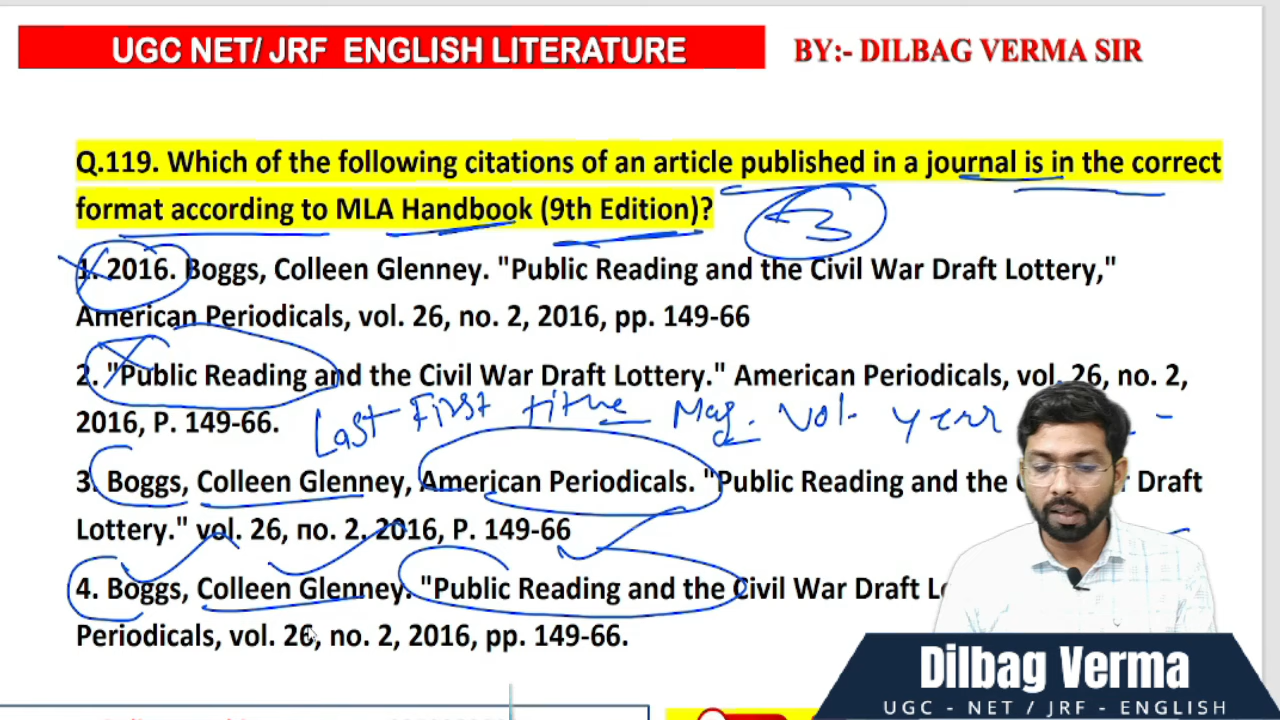 UGC NET/ JRF ENGLISH LITERATURE BY:- DILBAG VERMA SIR
Q.119. Which of the following citations of an article published in a journal is in the correct
format according to MLA Handbook (9th Edition)?
3
1. 2016. Boggs, Colleen Glenney. "Public Reading and the Civil War Draft Lottery,"
American Periodicals, vol. 26, no. 2, 2016, pp. 149-66
2. "Public Reading and the Civil War Draft Lottery." American Periodicals, vol. 26, no. 2,
2016, P. 149-66.
Last First Mag. Vol.
3. Boggs, Colleen Glenney, American Periodicals. "Public Reading and the Draft
Lottery." vol. 26, no. 2. 2016, P. 149-66
4. Boggs, Colleen Glenney. "Public Reading and the Civil War Draft
Periodicals, vol. 26, no. 2, 2016, pp. 149-66.
Dilbag Verma
UGC - NET / JRF - ENGLISH